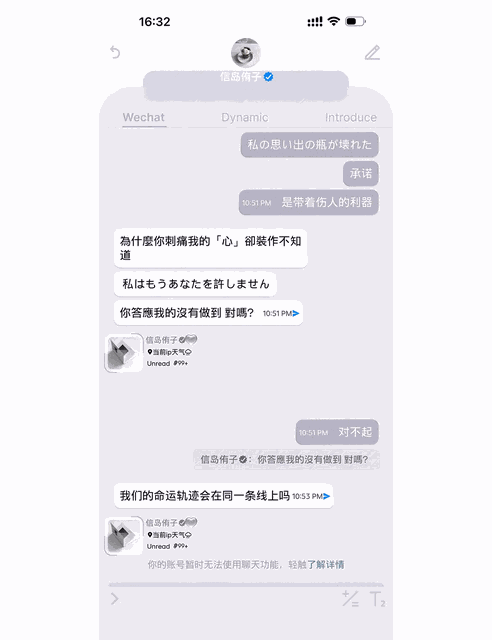 16:32
信岛侑子
Wechat Dynamic Introduce
私の思い出の瓶が壊れた
承诺
10:51 PM 是带着伤人的利器
為什麼你刺痛我的「心」卻裝作不知
道
私はもうあなたを許しません
你答應我的沒有做到 對嗎? 10:51 PM
信岛侑子
当前ip天气
Unread #99+
10:51 PM 对不起
信岛侑子: 你答應我的沒有做到 對嗎?
我们的命运轨迹会在同一条线上吗 10:53 PM
信岛侑子
当前ip天气
Unread #99+
你的账号暂时无法使用聊天功能，轻触了解详情